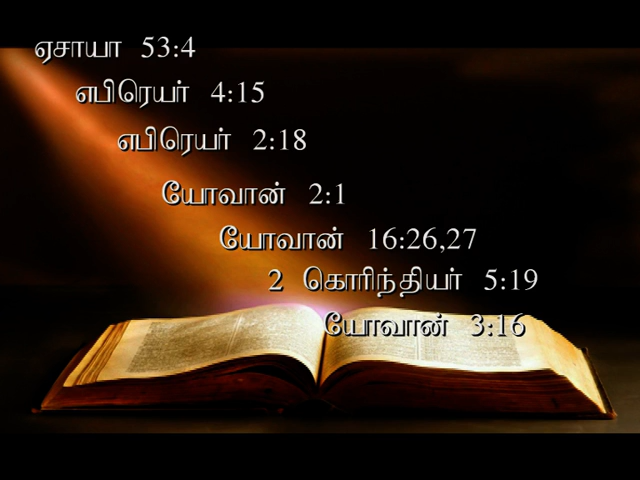 ஏசாயா 53:4
எபிரெயர் 4:15
எபிரெயர் 2:18
யோவான் 2:1
யோவான் 16:26,27
2 கொரிந்தியர் 5:19
யோவான் 3:16